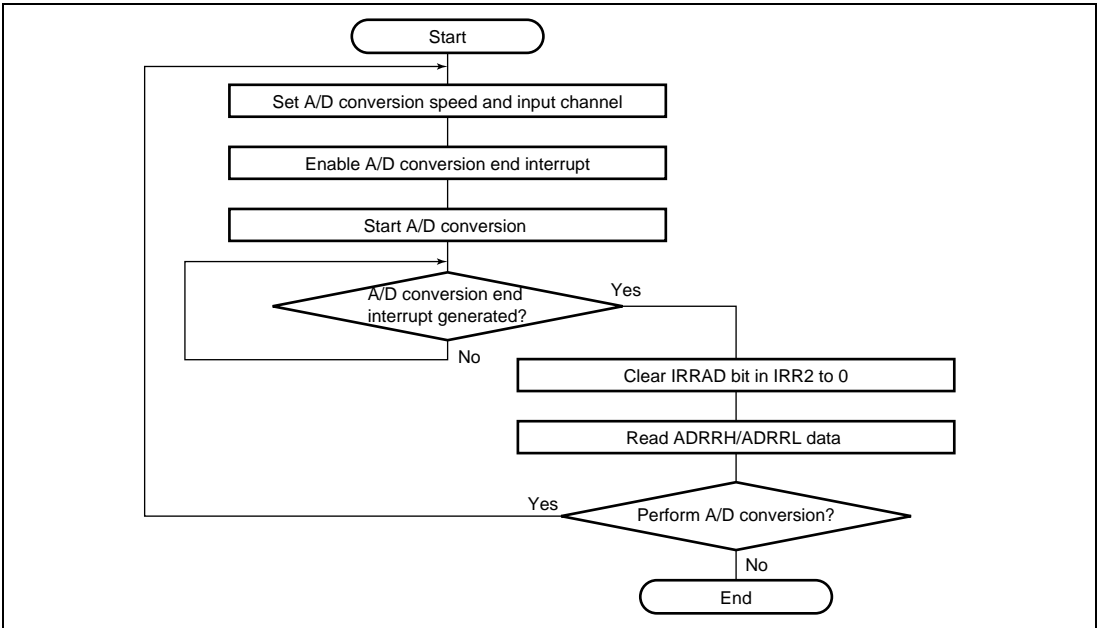 Start
Set A/D conversion speed and input channel
Enable A/D conversion end interrupt
Start A/D conversion
A/D conversion end
interrupt generated?
Yes
No
Clear IRRAD bit in IRR2 to 0
Read ADRRH/ADRRL data
Yes
Perform A/D conversion?
No
End